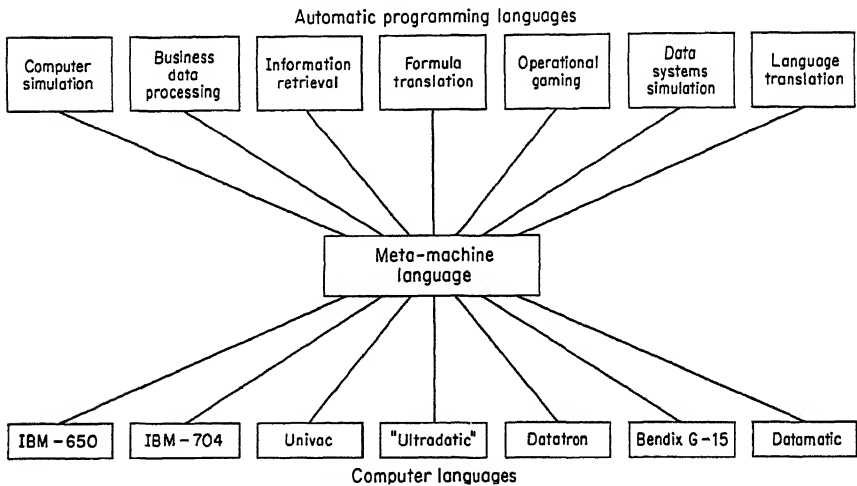 Automatic programming languages
Computer
simulation
Business
data
processing
Information
retrieval
Formula
translation
Operational
gaming
Data
systems
simulation
Language
translation
Meta-machine
language
IBM-650
IBM-704
Univac
"Ultradatic"
Datatron
Bendix G-15
Datamatic
Computer languages